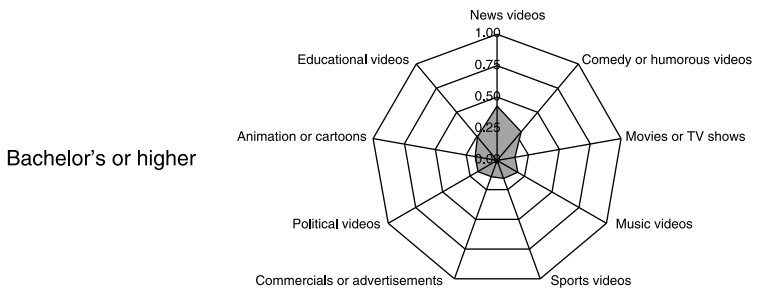 News videos
1.00
Educational videos
Comedy or humorous videos
0.75
0.50
0.25
Animation or cartoons
Movies or TV shows
Bachelor's or higher
0.00
Political videos
Music videos
Commercials or advertisements
Sports videos